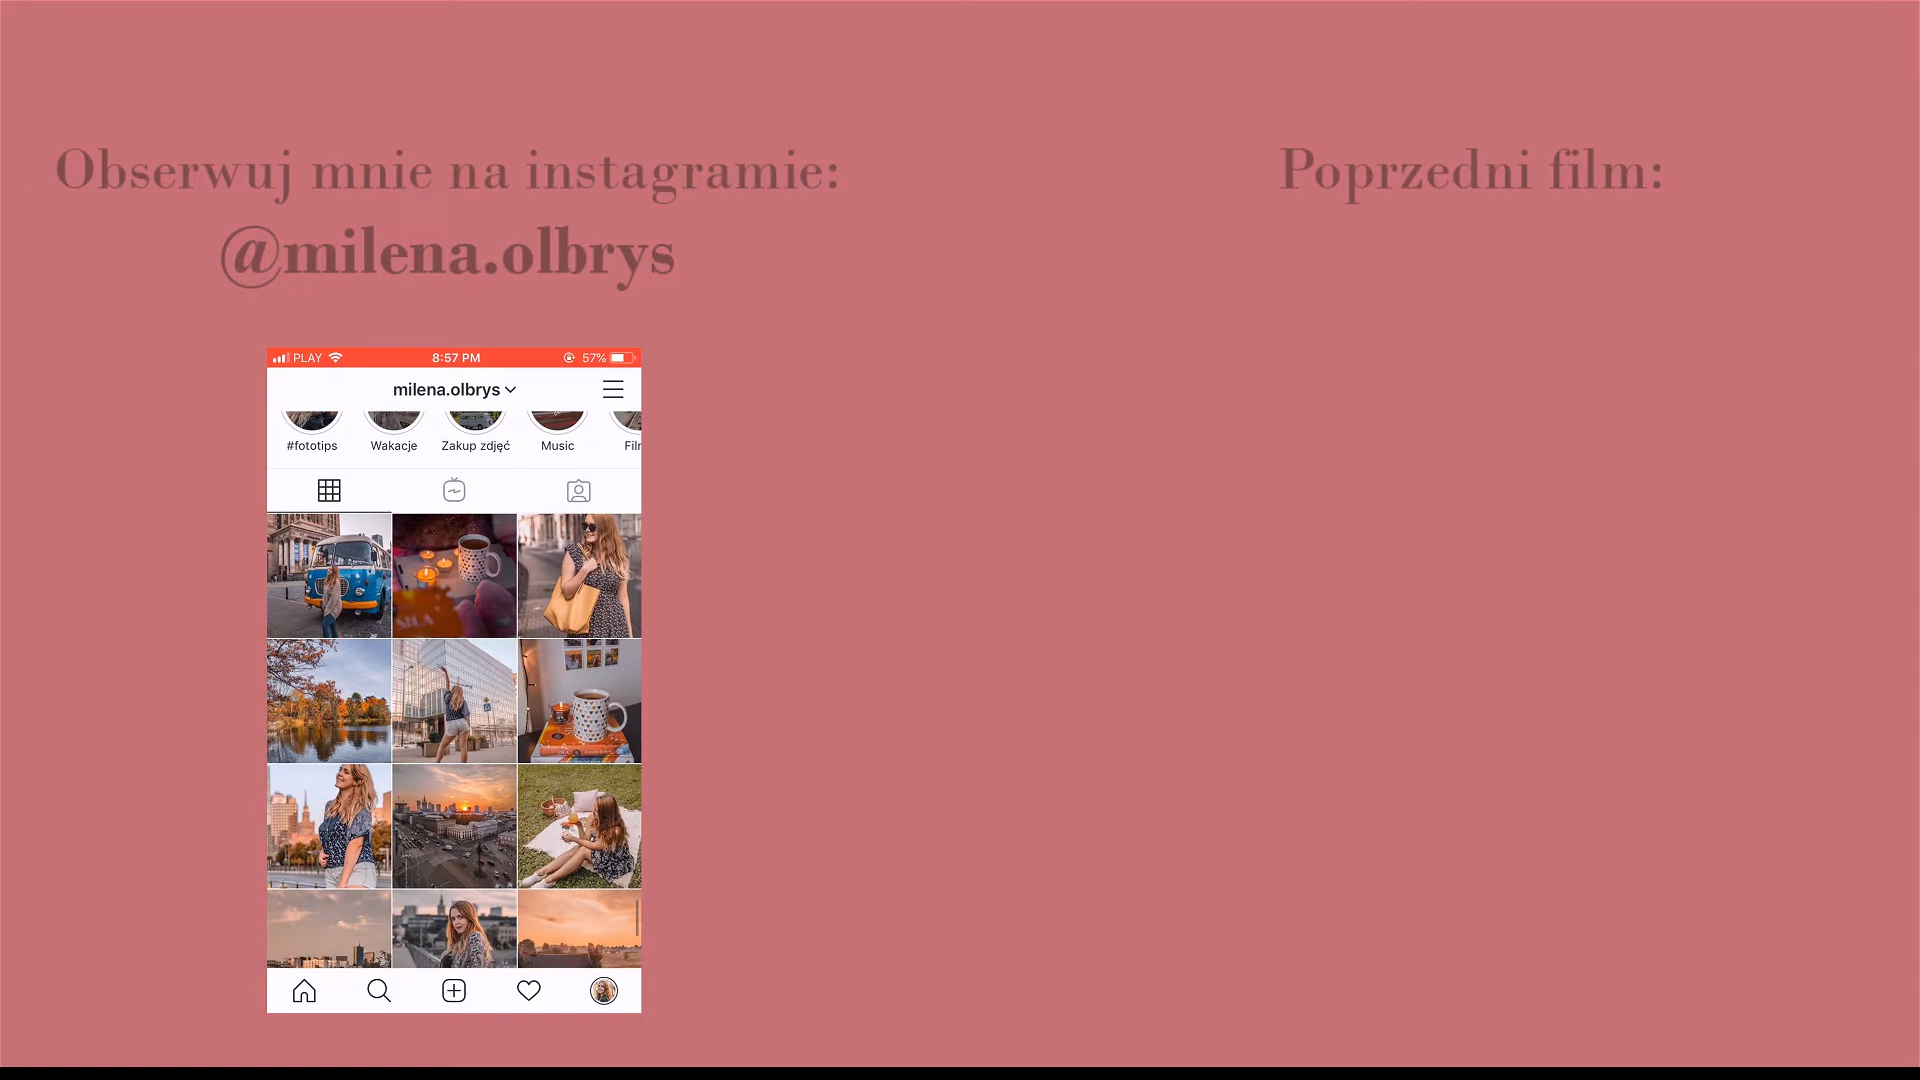 Obserwuj mnie na instagramie:
@milena.olbrys
Poprzedni film:
PLAY 8:57 PM 57%
milena.olbrys
#fototips Wakacje Zakup zdjęć Music Film